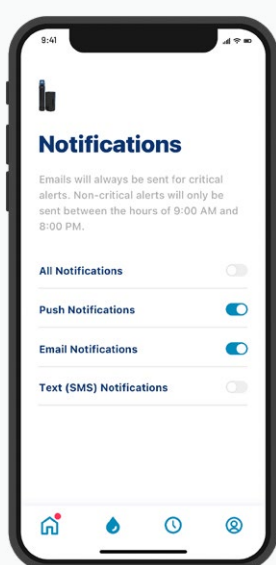 9:41
Notifications
Emails will always be sent for critical
alerts. Non-critical alerts will only be
sent between the hours of 9:00 AM and
8:00 PM.
All Notifications
Push Notifications
Email Notifications
Text (SMS) Notifications